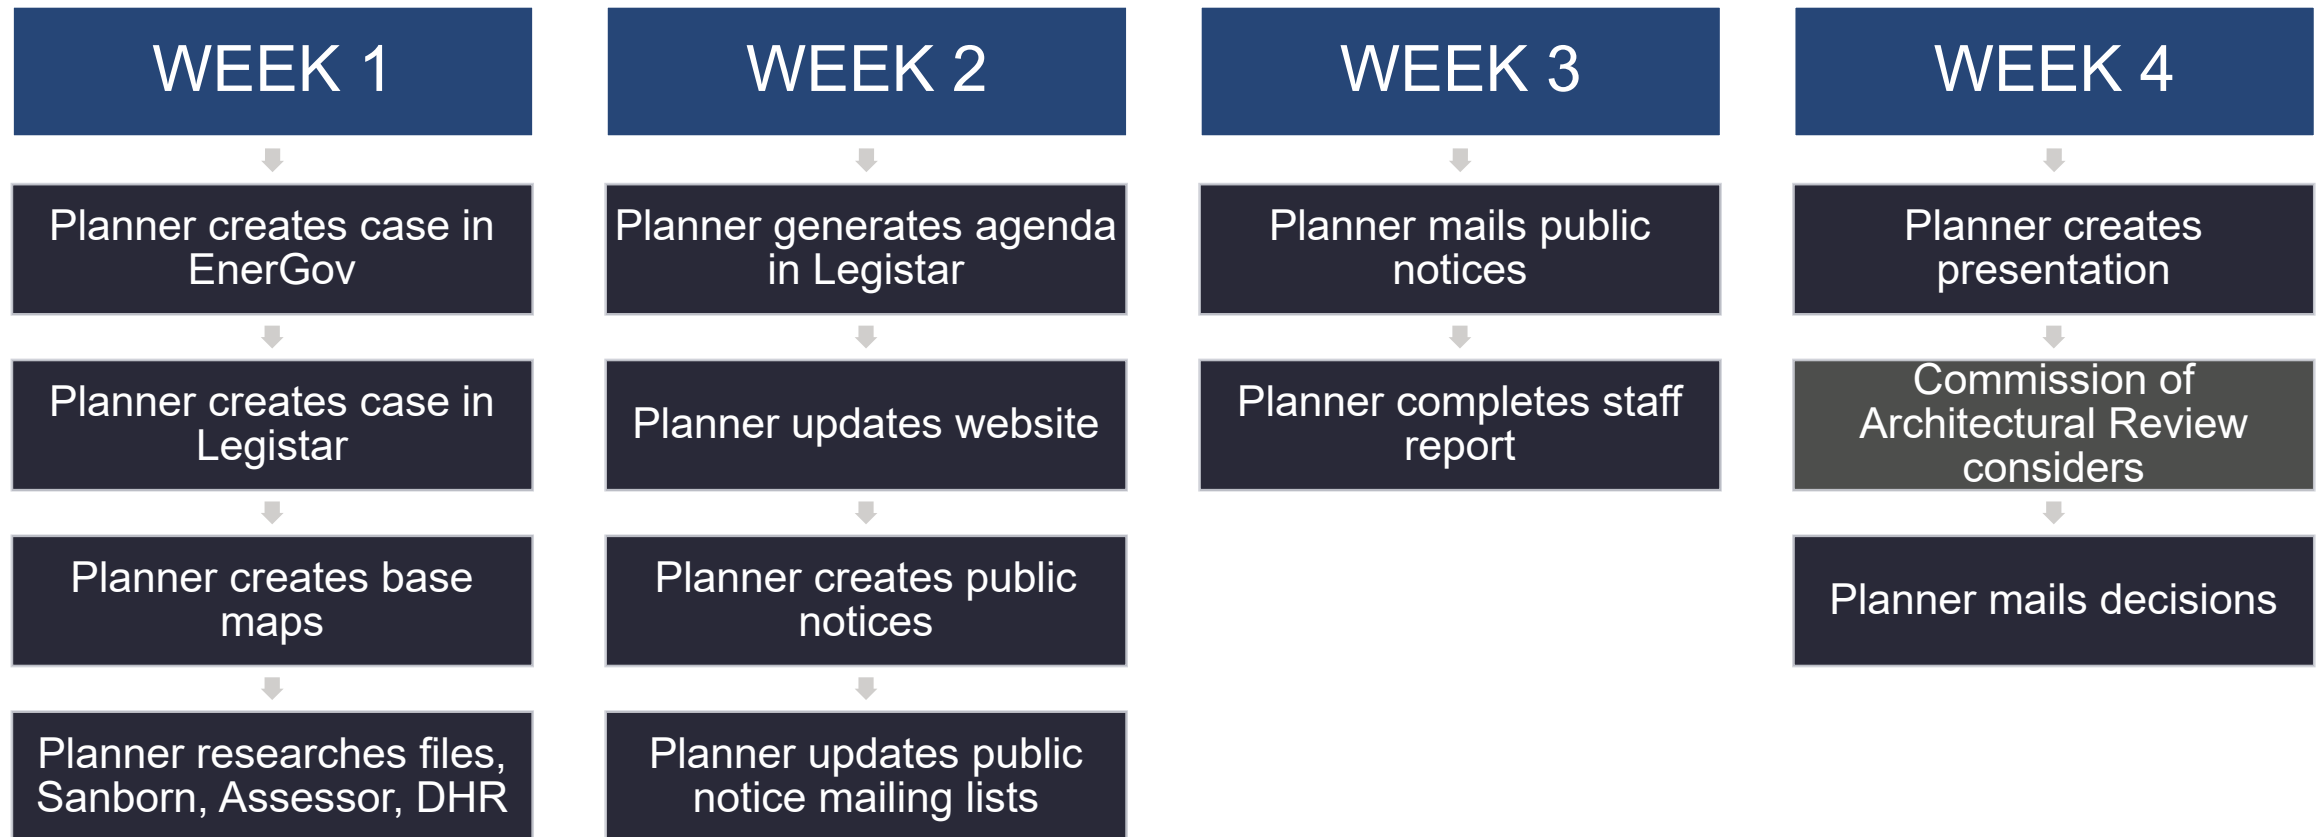 WEEK 1
Planner creates case in
EnerGov
Planner creates case in
Legistar
Planner creates base
maps
Planner researches files,
Sanborn, Assessor, DHR
WEEK 2
Planner generates agenda
in Legistar
Planner updates website
Planner creates public
notices
Planner updates public
notice mailing lists
WEEK 3
Planner mails public
notices
Planner completes staff
report
WEEK 4
Planner creates
presentation
Commission of
Architectural Review
considers
Planner mails decisions